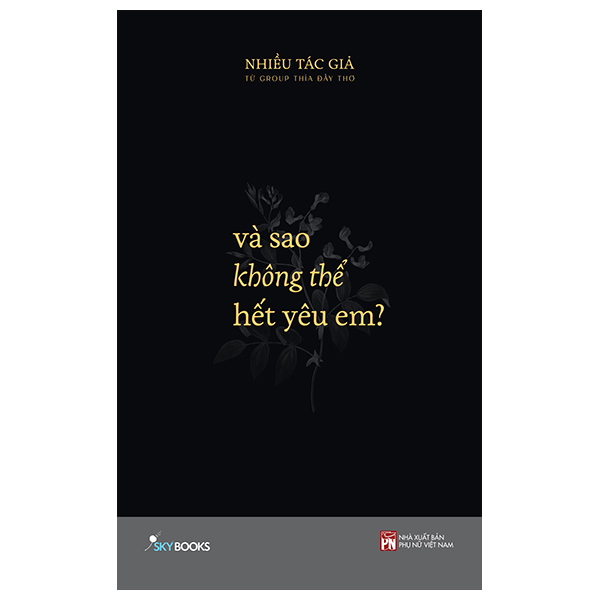 NHIỀU TÁC GIẢ
TỪ GROUP THÌA ĐẦY THƠ
và sao
không thể
hết yêu em?
SKYBOOKS
PN
NHÀ XUẤT BẢN
PHỤ NỮ VIỆT NAM